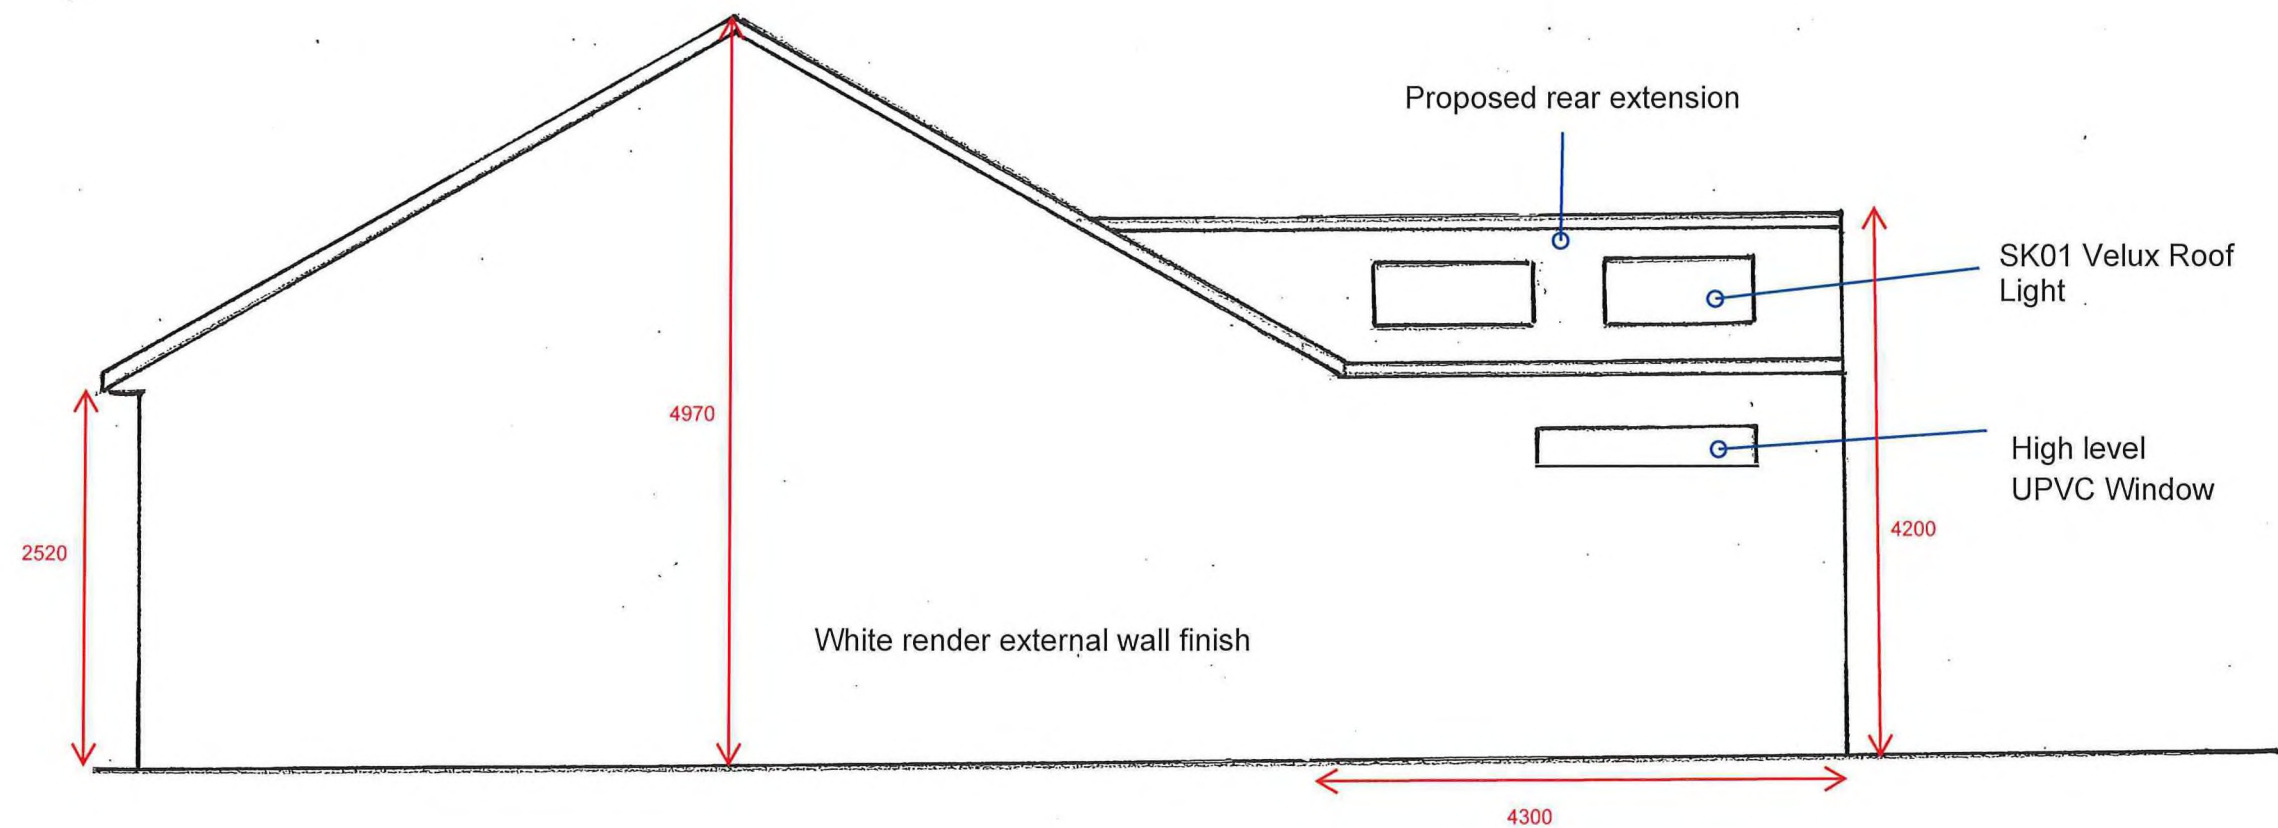 Proposed rear extension
SK01 Velux Roof
Light
4970
High level
UPVC Window
2520
4200
White render external wall finish
4300